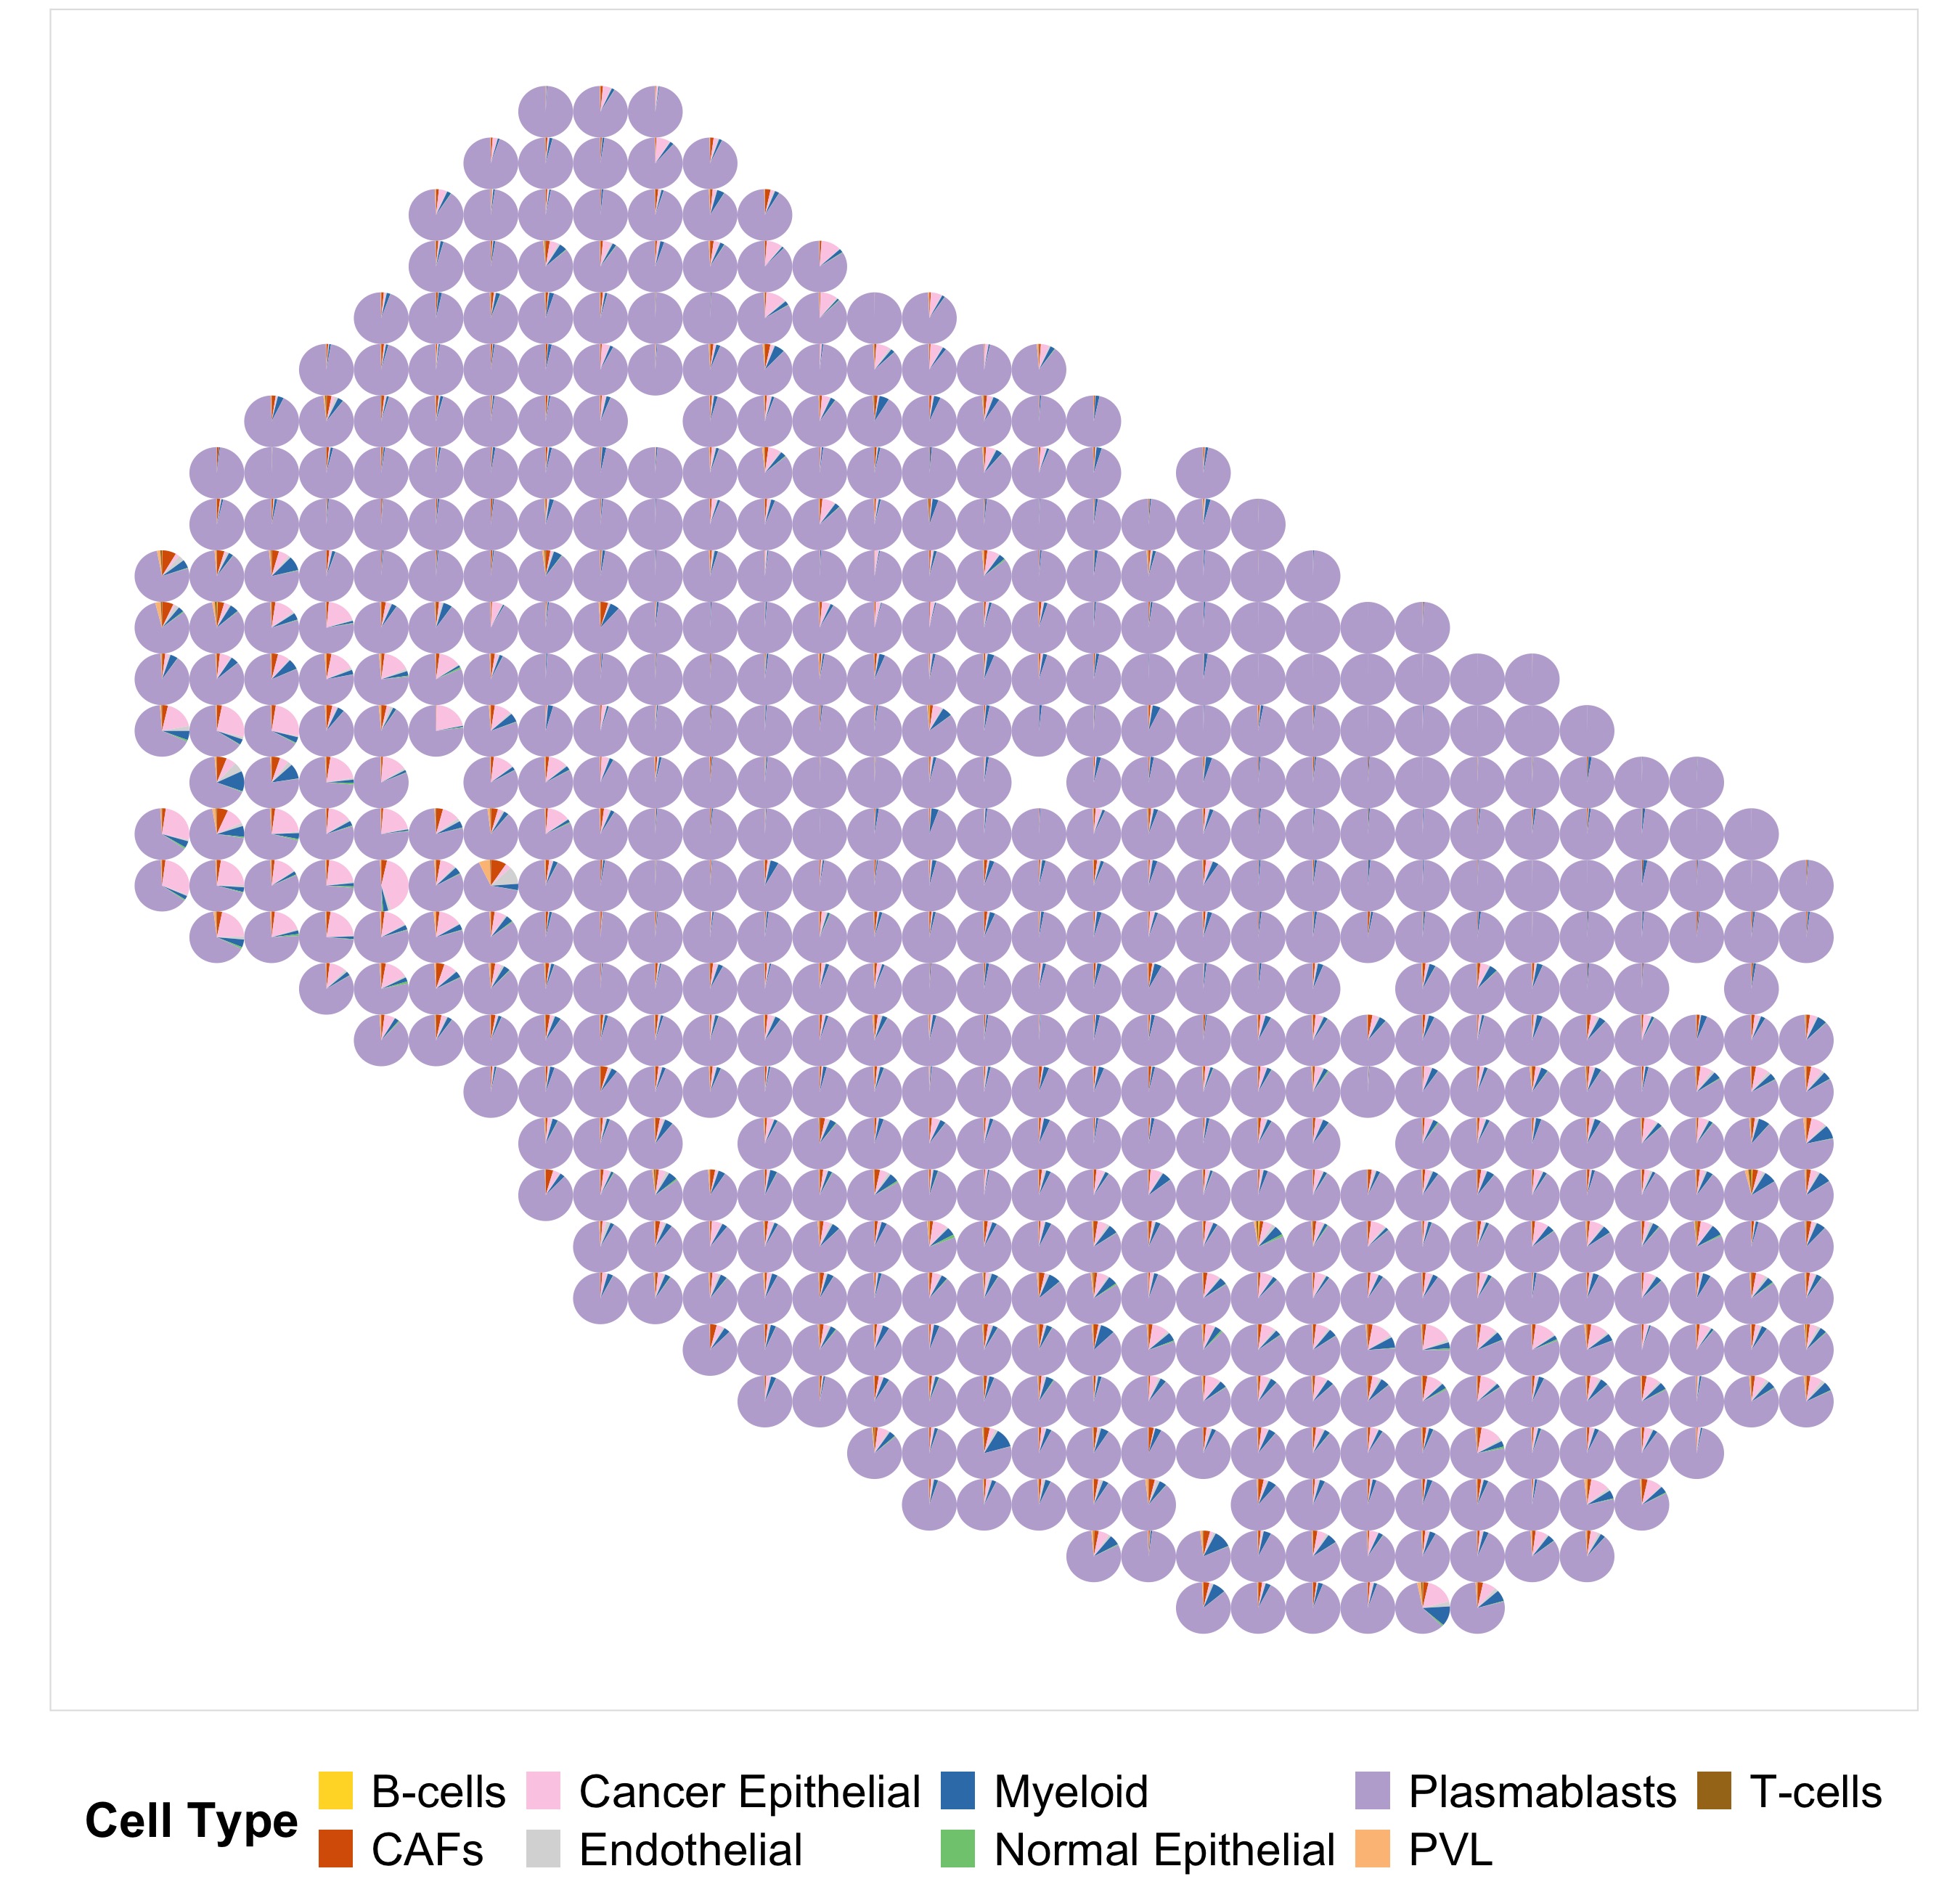 B-cells Cancer Epithelial Myeloid Plasmablasts T-cells
Cell Type
CAFs Endothelial Normal Epithelial PVL